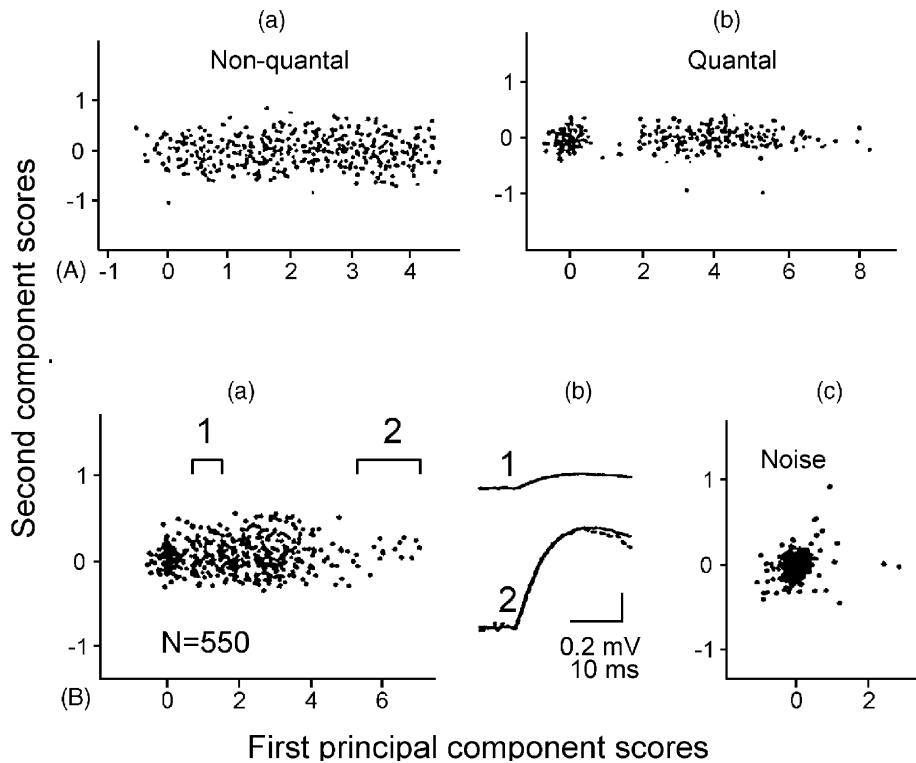 (a)
(b)
Non-quantal
Quantal
1
0
-1
1
0
-1
(A)
-1 0 1 2 3 4
0 2 4 6 8
Second component scores
(a)
(b)
(c)
1
2
1
Noise
1
0
-1
2
1
0
-1
N=550
0.2 mV
10 ms
(B)
0 2 4 6
0 2
First principal component scores